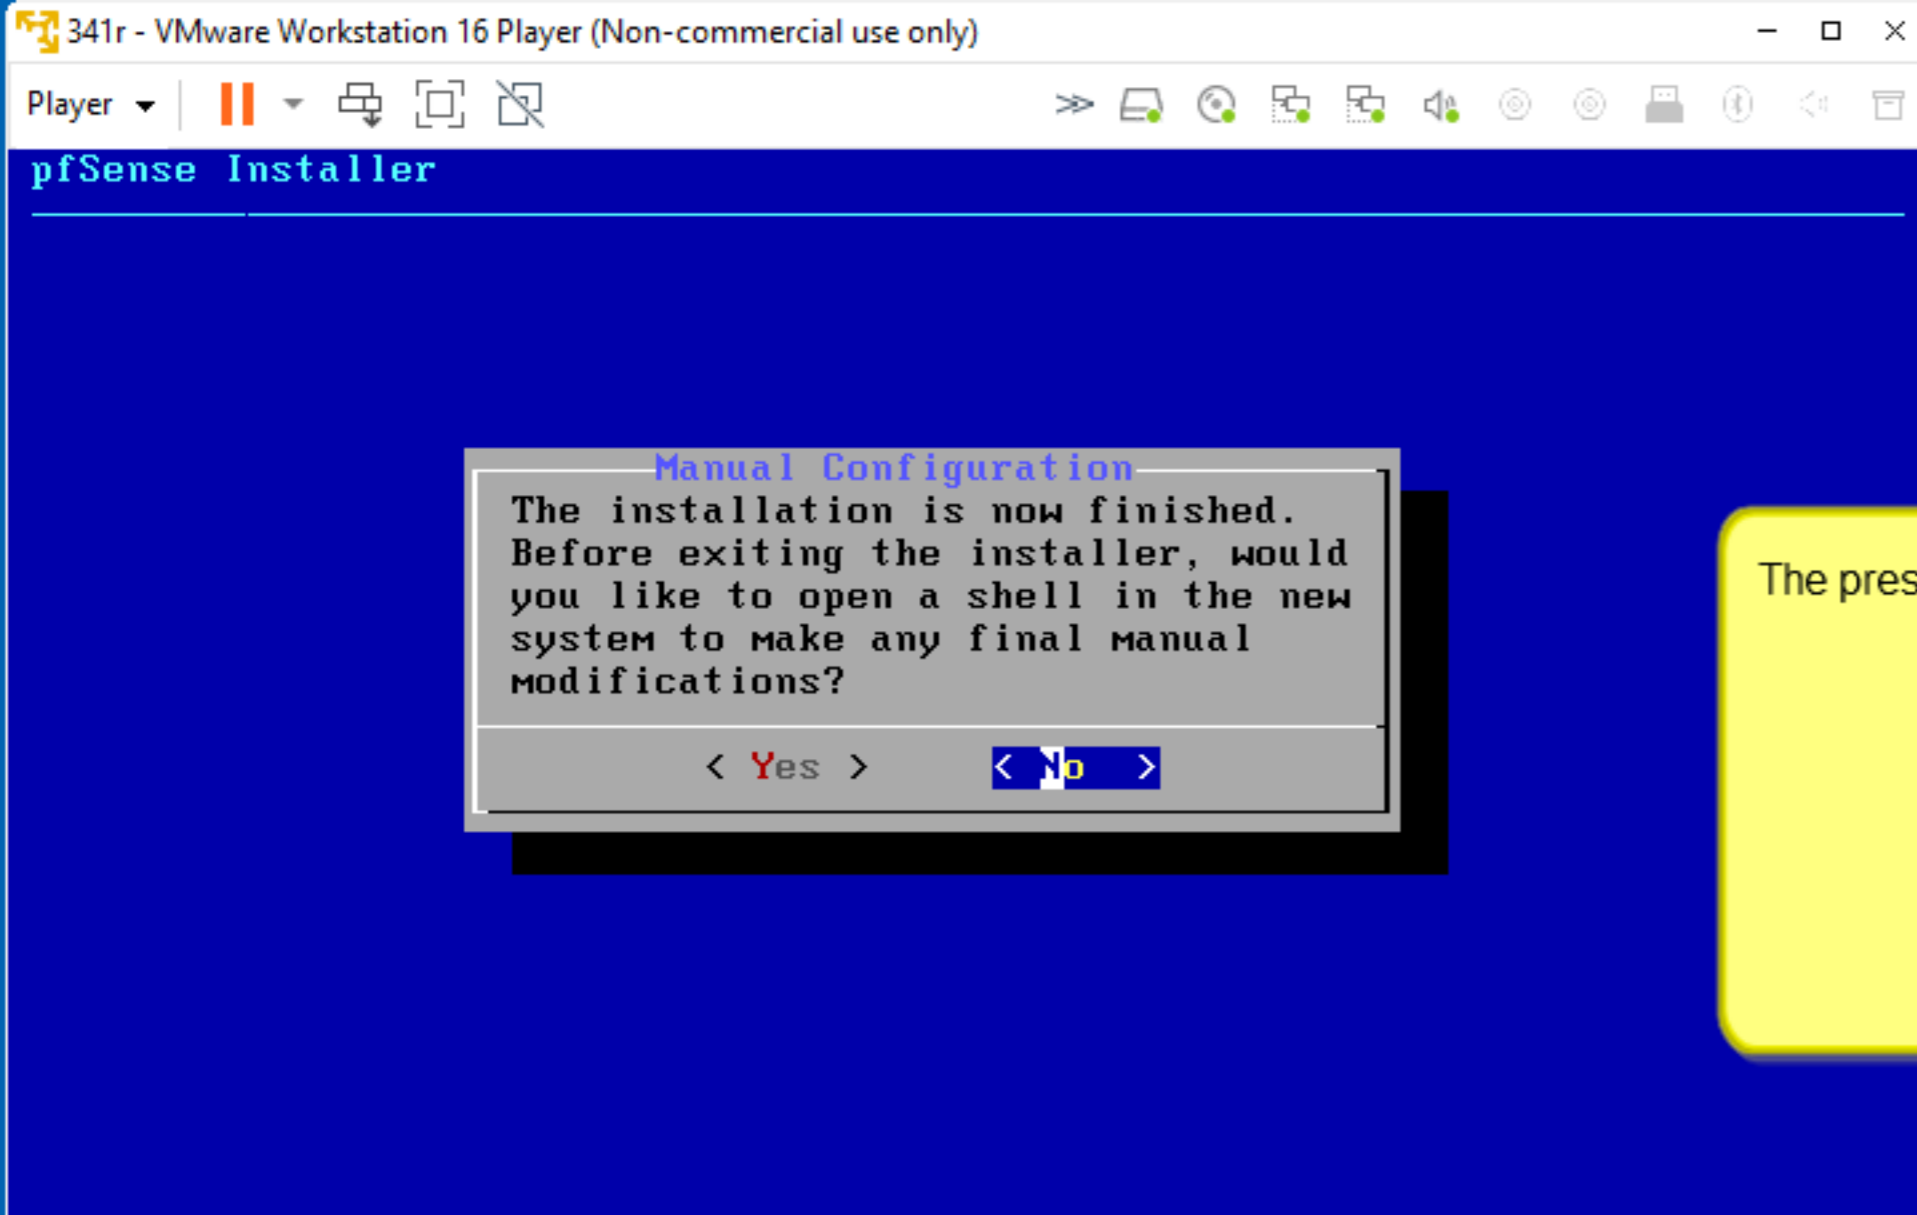 341r - VMware Workstation 16 Player (Non-commercial use only)
Player
pfSense Installer
Manual Configuration
The installation is now finished.
Before exiting the installer, would
you like to open a shell in the new
system to make any final manual
modifications?
< Yes > < No >
The pres